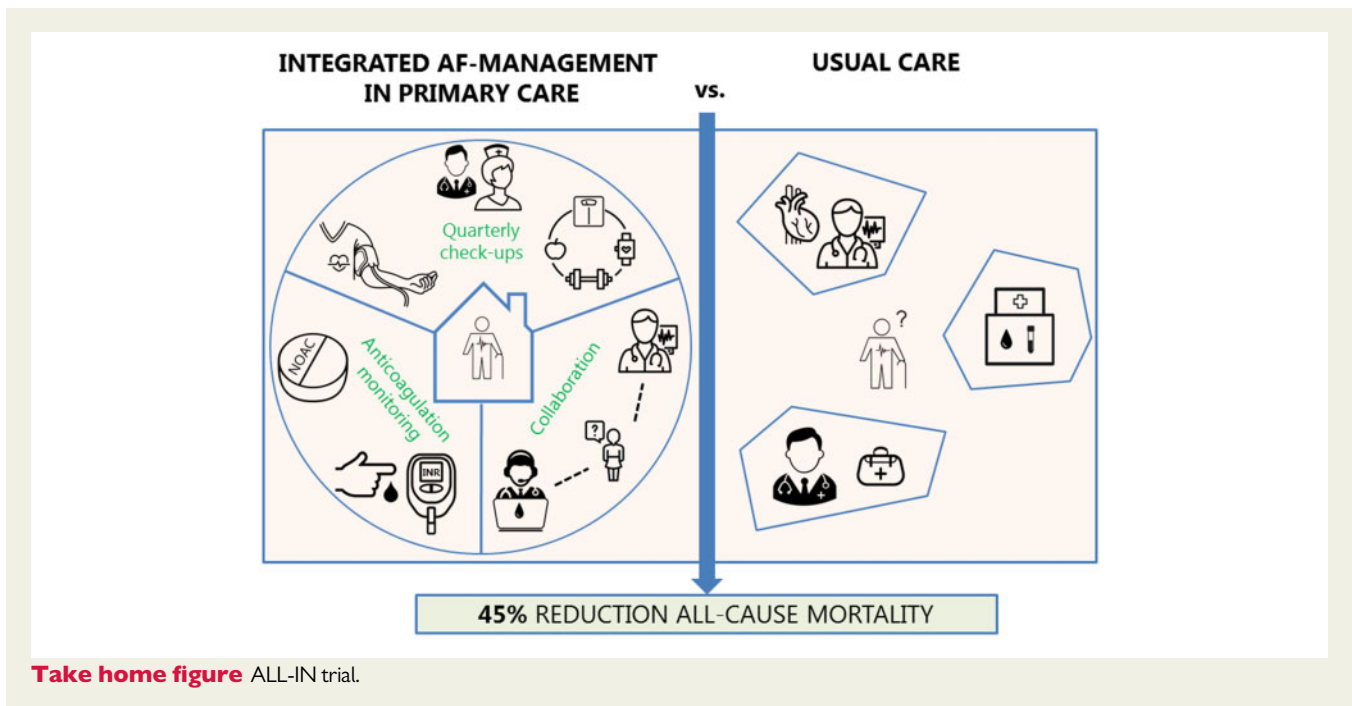 INTEGRATED AF-MANAGEMENT
IN PRIMARY CARE
vs.
USUAL CARE
Quarterly
check-ups
NOAC
Anticoagulation
monitoring
INR
Collaboration
?
?
45% REDUCTION ALL-CAUSE MORTALITY
Take home figure ALL-IN trial.